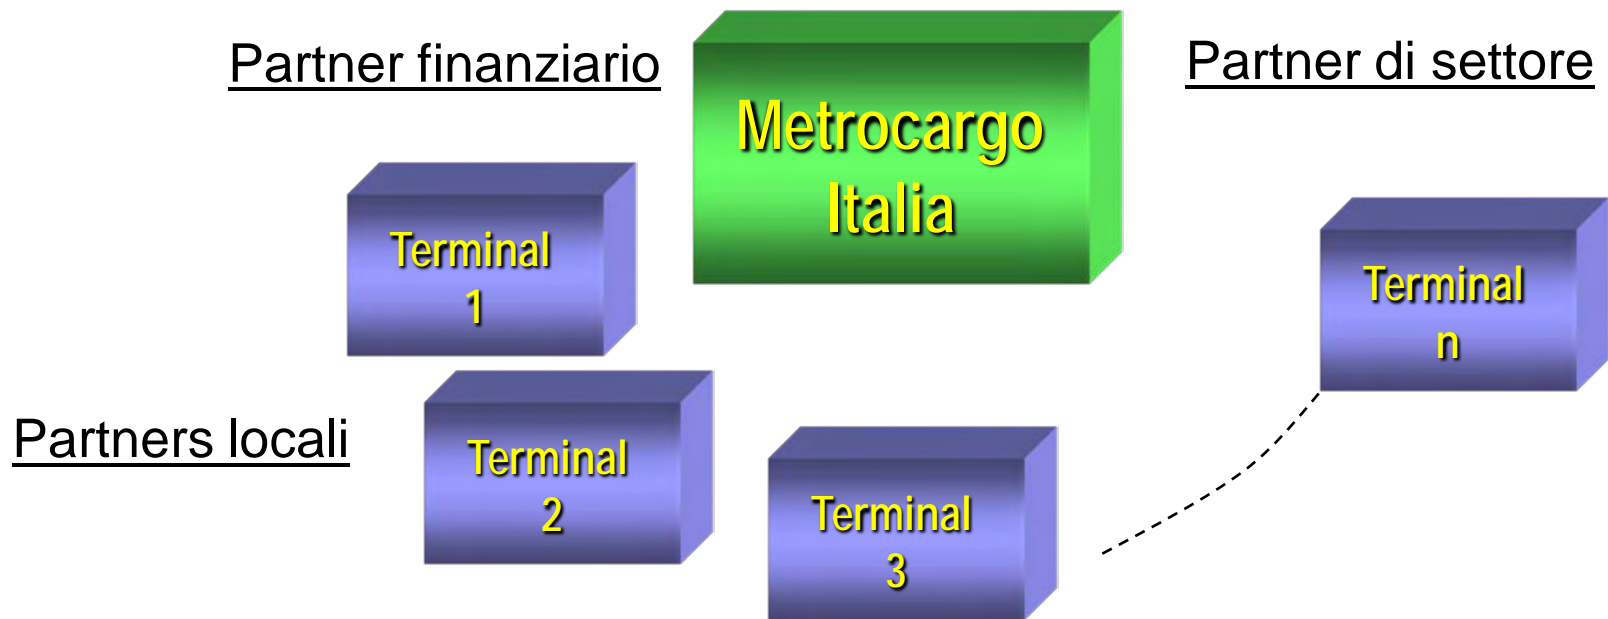 Partner finanziario
Metrocargo
Italia
Partner di settore
Terminal
1
Terminal
n
Partners locali
Terminal
2
Terminal
3